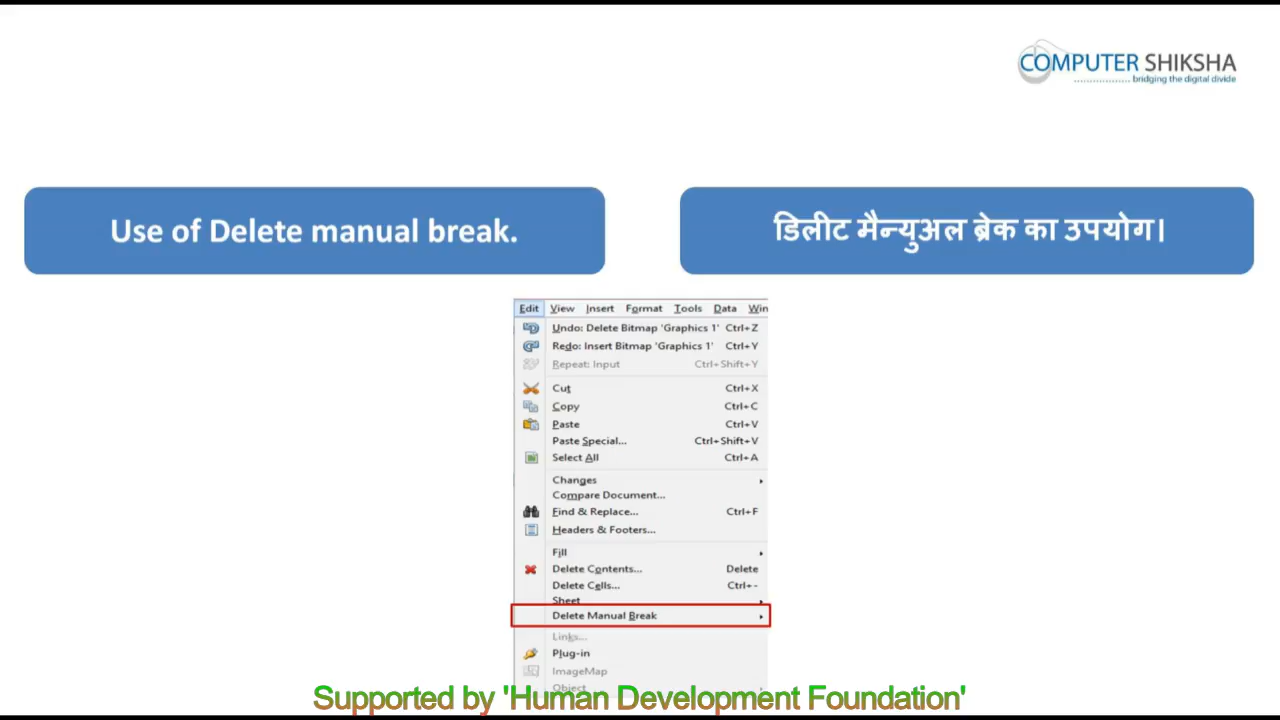 COMPUTER SHIKSHA
bridging the digital divide
Use of Delete manual break.
डिलीट मैन्युअल ब्रेक का उपयोग।
Edit View Insert Format Tools Data Win
Undo: Delete Bitmap 'Graphics 1' Ctrl+Z
Redo: Insert Bitmap 'Graphics 1' Ctrl+Y
Repeat: Input Ctrl+Shift+Y
Cut Ctrl+X
Copy Ctrl+C
Paste Ctrl+V
Paste Special... Ctrl+Shift+V
Select All Ctrl+A
Changes
Compare Document...
Find & Replace... Ctrl+F
Headers & Footers...
Fill
Delete Contents... Delete
Delete Cells... Ctrl+-
Sheet
Delete Manual Break
Links...
Plug-in
ImageMap
Object
Supported by 'Human Development Foundation'